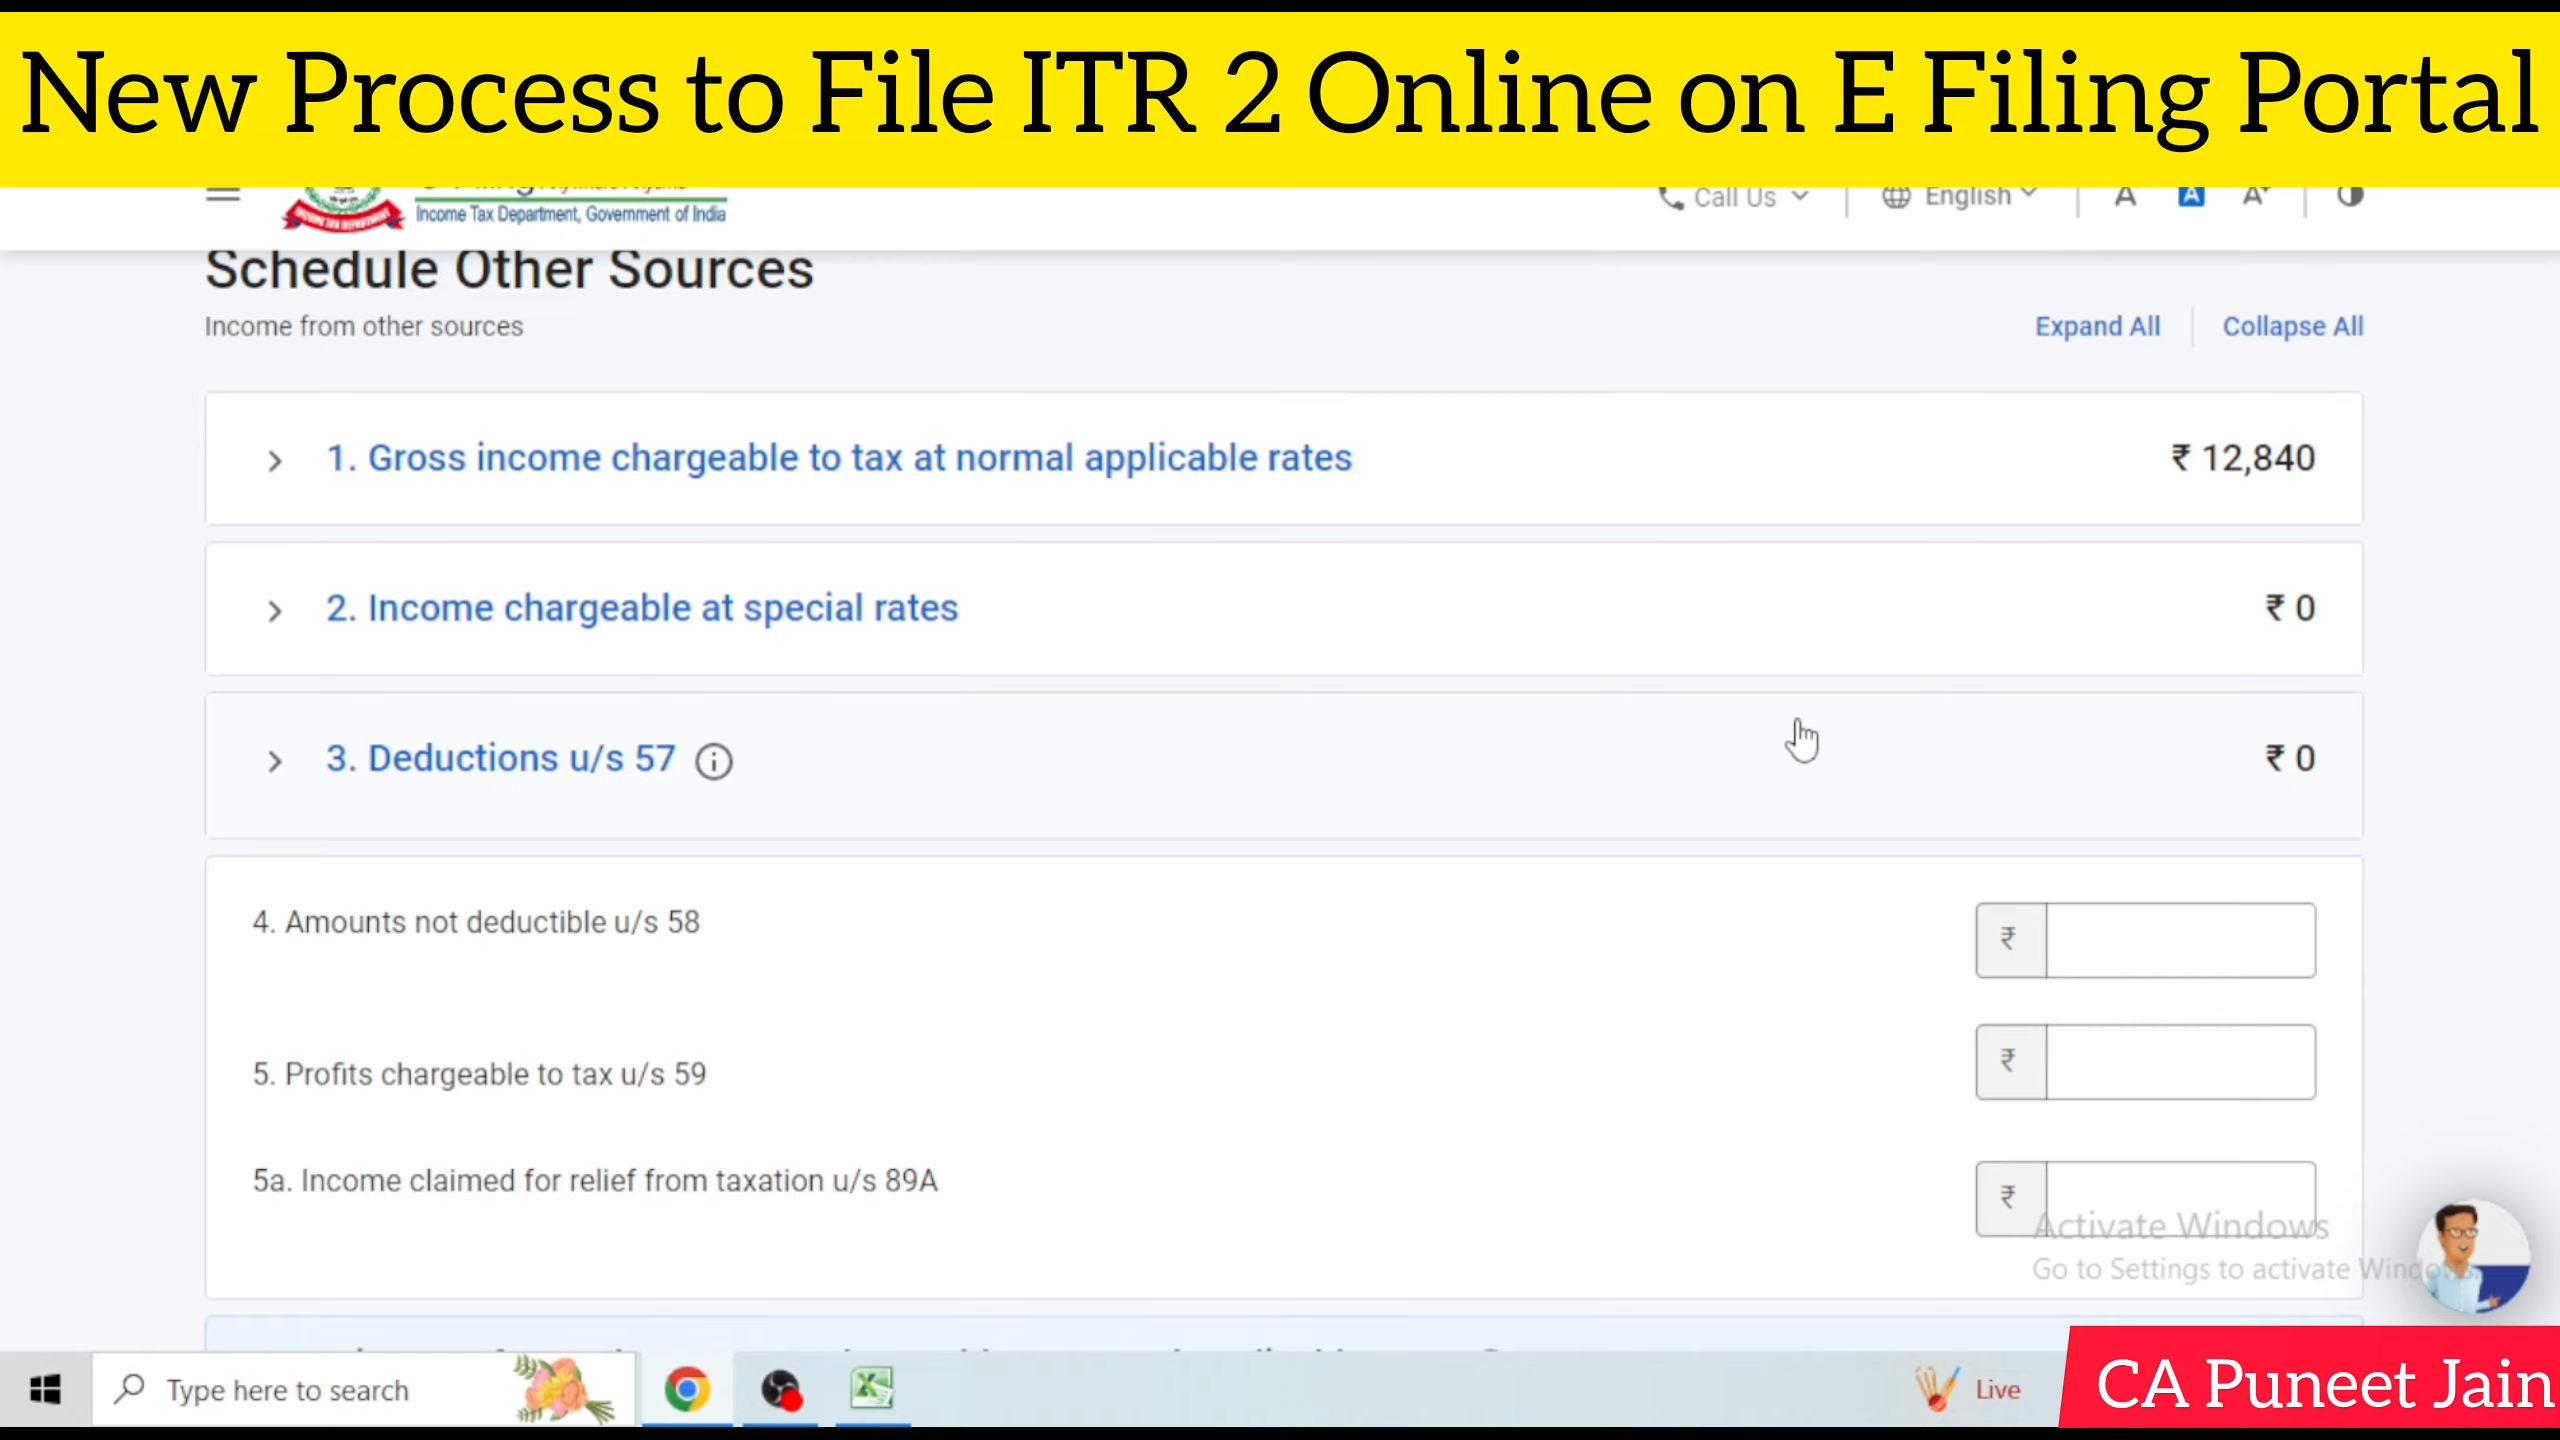 New Process to File ITR 2 Online on E Filing Portal
Income Tax Department, Government of India
Call Us
English
A
A
A+
Schedule Other Sources
Income from other sources
Expand All
Collapse All
1. Gross income chargeable to tax at normal applicable rates
₹ 12,840
2. Income chargeable at special rates
₹ 0
3. Deductions u/s 57
₹ 0
4. Amounts not deductible u/s 58
₹
5. Profits chargeable to tax u/s 59
₹
5a. Income claimed for relief from taxation u/s 89A
₹
Activate Windows
Go to Settings to activate Windows.
Type here to search
Live
CA Puneet Jain